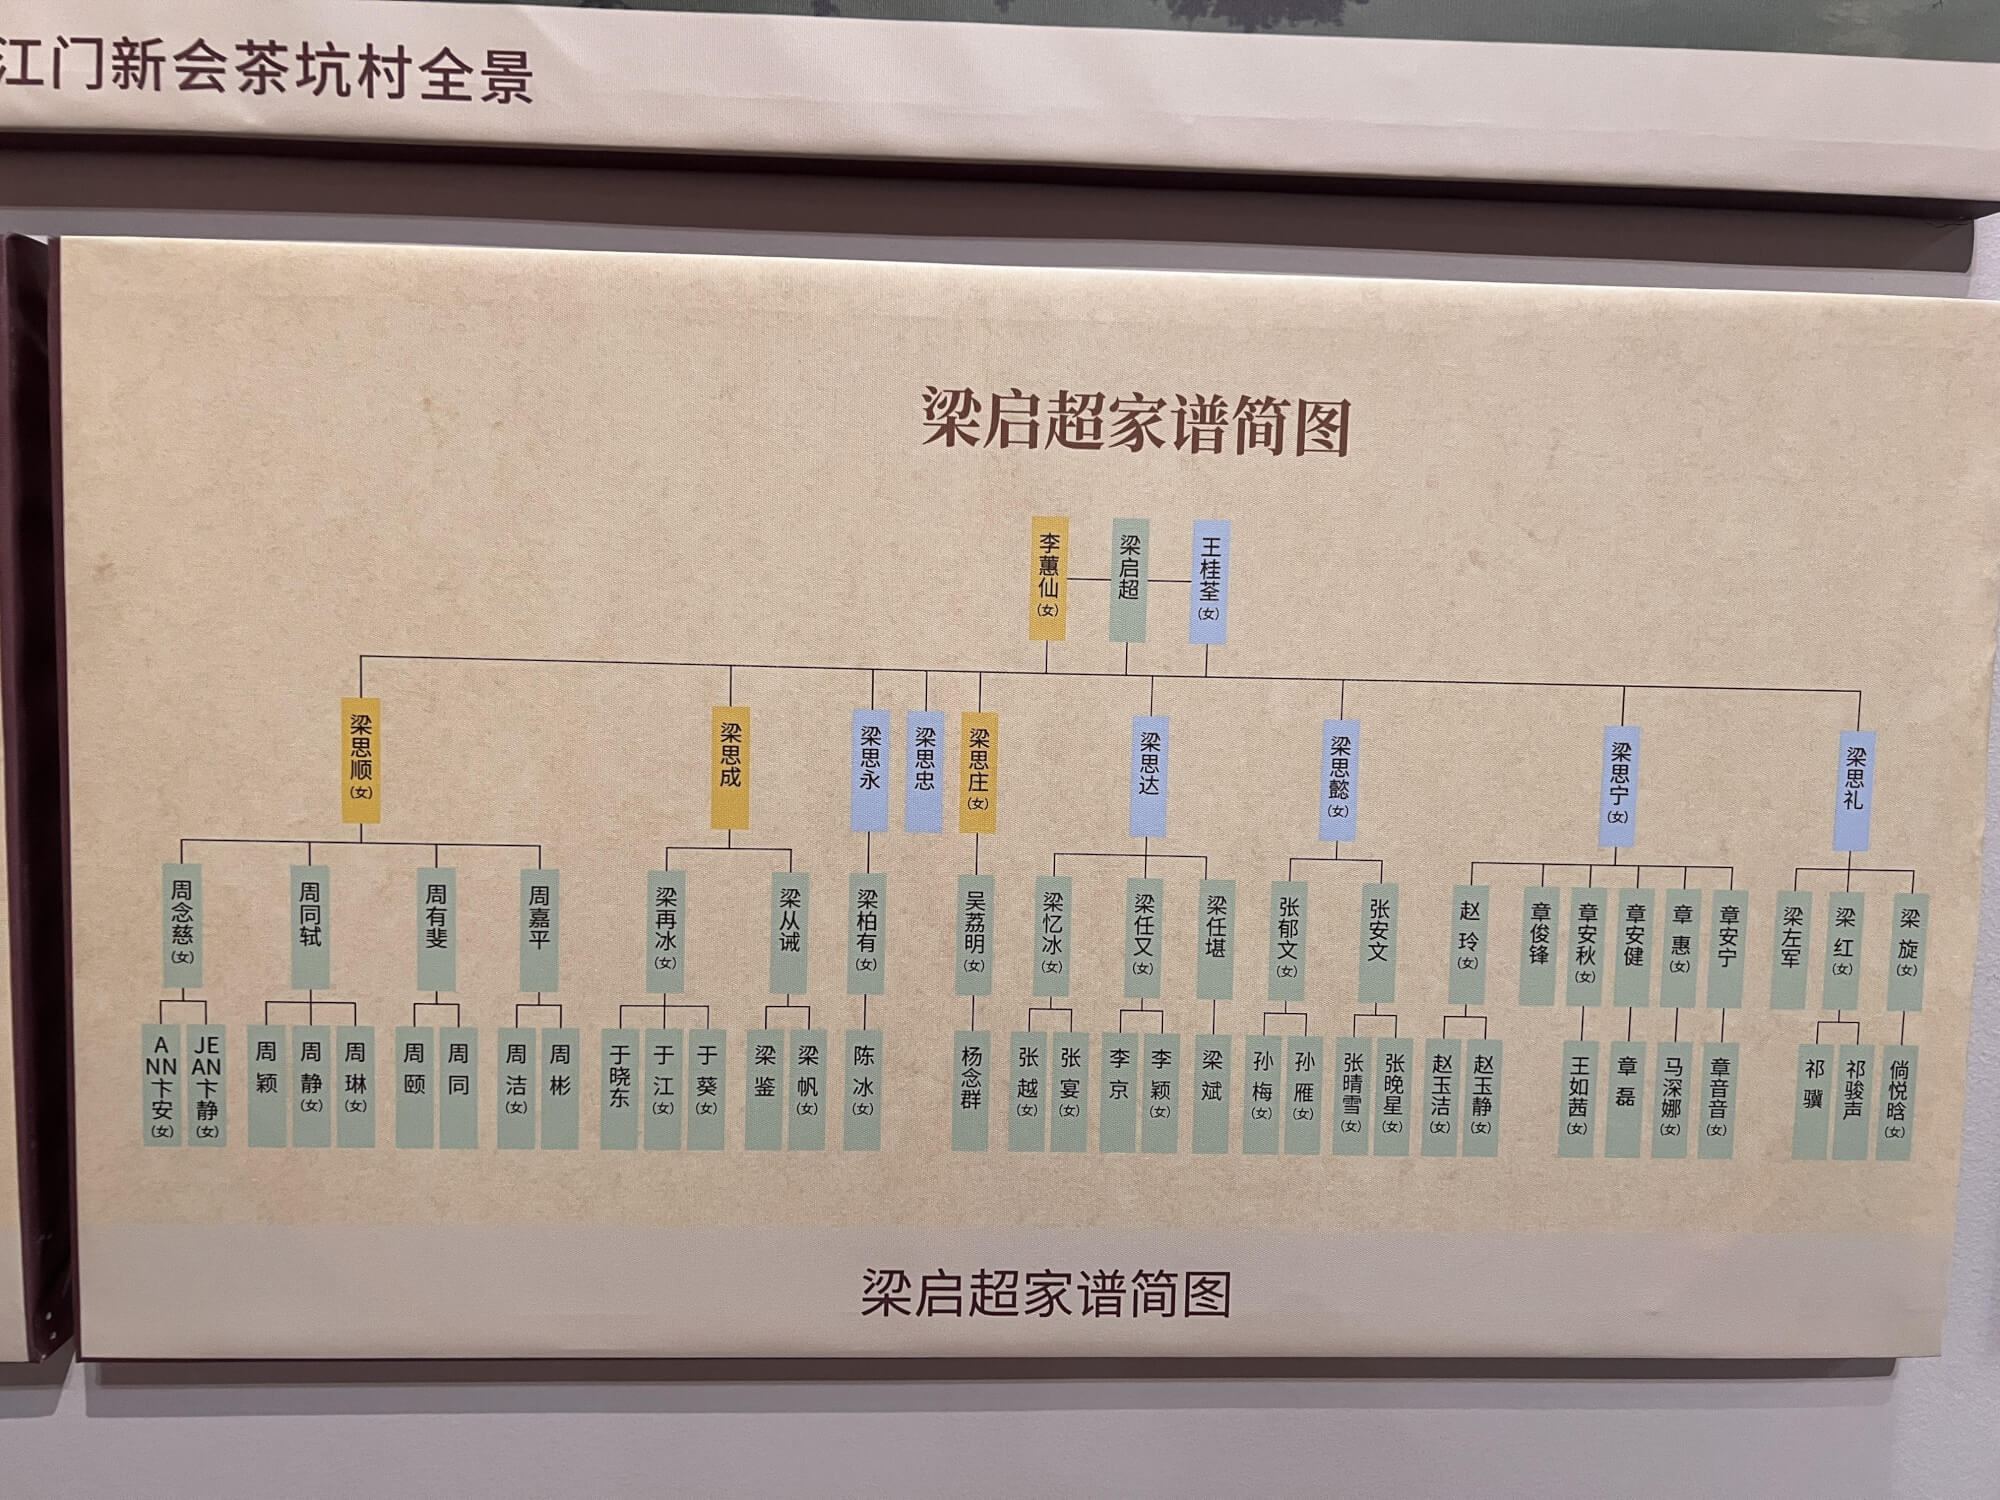 江门新会茶坑村全景
梁启超家谱简图
李蕙仙(女)
梁启超
王桂荃(女)
梁思顺(女)
梁思成
梁思永
梁思忠
梁思庄(女)
梁思达
梁思懿(女)
梁思宁(女)
梁思礼
周念慈(女)
周同轼
周有斐
周嘉平
梁再冰(女)
梁从诫
梁柏有(女)
吴荔明(女)
梁忆冰(女)
梁任又(女)
梁任堪
张郁文(女)
张安文
赵玲(女)
章俊锋
章安秋(女)
章安健
章惠(女)
章安宁
梁左军
梁红(女)
梁旋(女)
ANN卞安(女)
JEAN卞静(女)
周颖
周静(女)
周琳(女)
周颐
周同
周洁(女)
周彬
于晓东
于江(女)
于葵(女)
梁鉴
梁帆(女)
陈冰(女)
杨念群
张越(女)
张宴(女)
李京
李颖(女)
梁斌
孙梅(女)
孙雁(女)
张晴雪(女)
张晚星(女)
赵玉洁(女)
赵玉静(女)
王如茜(女)
章磊
马深娜(女)
章音音(女)
祁骥
祁骏声
倘悦晗(女)
梁启超家谱简图